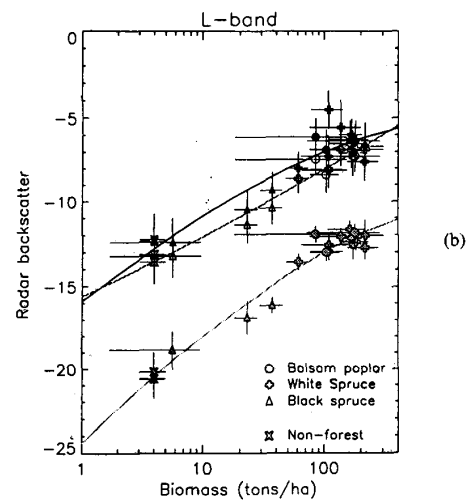 L-band
0
-5
-10
-15
-20
-25
Radar backscatter
(b)
Balsam poplar
White Spruce
Black spruce
Non-forest
1
10
100
Biomass (tons/ha)